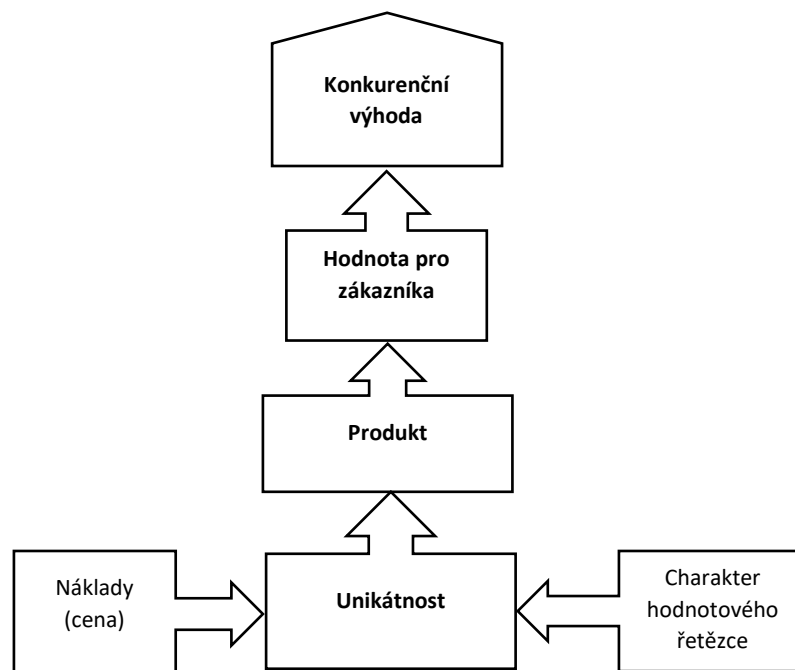 Konkurenční
výhoda
Hodnota pro
zákazníka
Produkt
Náklady
(cena)
Unikátnost
Charakter
hodnotového
řetězce